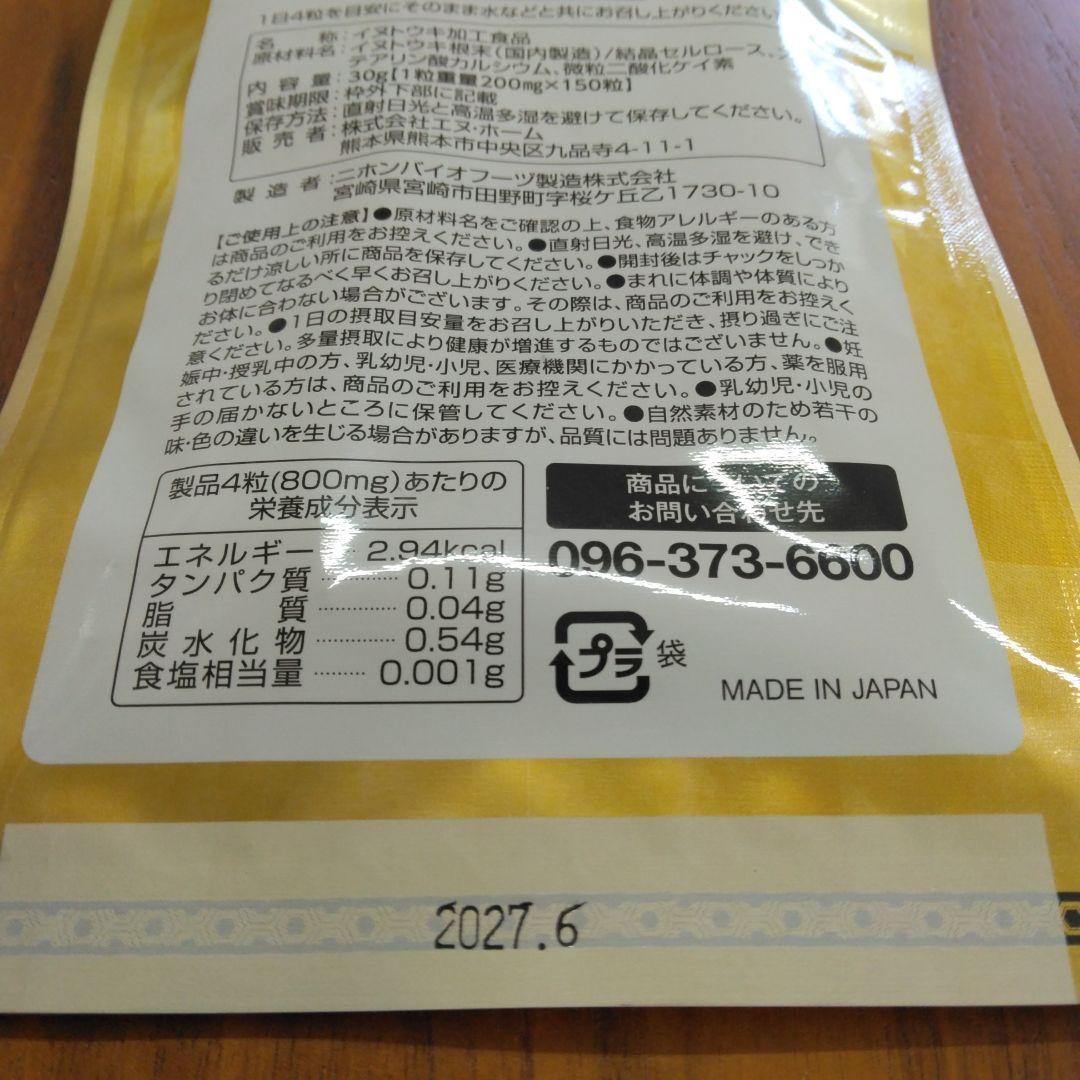 1日4粒を目安にそのまま水などと共にお召し上がりください
名　称：イヌトウキ加工食品
原材料名：イヌトウキ根末(国内製造)/結晶セルロース、ス
テアリン酸カルシウム、微粒二酸化ケイ素
内容量：30g【1粒重量200mg×150粒】
賞味期限：枠外下部に記載
保存方法：直射日光と高温多湿を避けて保存してください。
販売者：株式会社エヌ・ホーム
熊本県熊本市中央区九品寺4-11-1
製造者：ニホンバイオフーヅ製造株式会社
宮崎県宮崎市田野町字桜ケ丘乙1730-10
【ご使用上の注意】●原材料名をご確認の上、食物アレルギーのある方
は商品のご利用をお控えください。●直射日光、高温多湿を避け、でき
るだけ涼しい所に商品を保存してください。●開封後はチャックをしっか
り閉めてなるべく早くお召し上がりください。●まれに体調や体質により
お体に合わない場合がございます。その際は、商品のご利用をお控えく
ださい。●1日の摂取目安量をお召し上がりいただき、摂り過ぎにご注
意ください。多量摂取により健康が増進するものではございません。●妊
娠中・授乳中の方、乳幼児・小児、医療機関にかかっている方、薬を服用
されている方は、商品のご利用をお控えください。●乳幼児・小児の
手の届かないところに保管してください。●自然素材のため若干の
味・色の違いを生じる場合がありますが、品質には問題ありません。
製品4粒(800mg)あたりの
栄養成分表示
エネルギー 2.94kcal
タンパク質 0.11g
脂質 0.04g
炭水化物 0.54g
食塩相当量 0.001g
商品についての
お問い合わせ先
096-373-6600
プラ 袋
MADE IN JAPAN
2027.6